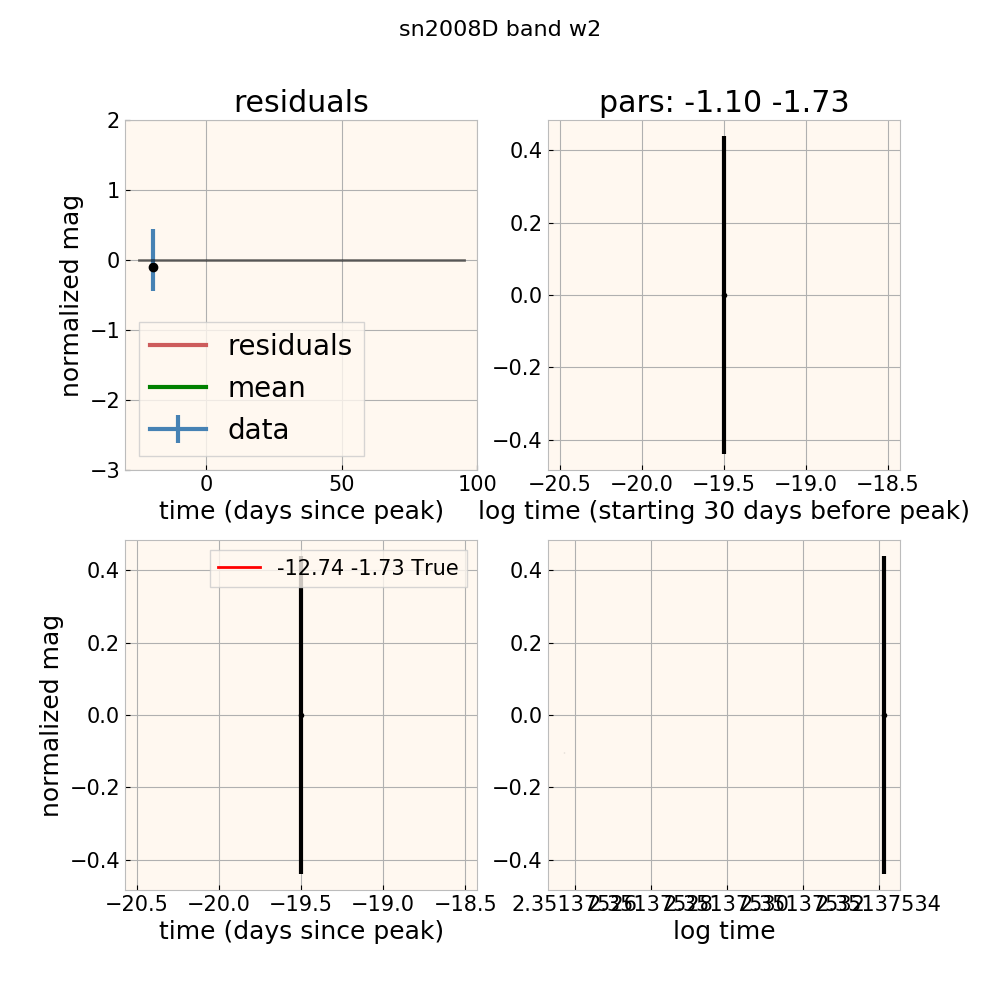 sn2008D band w2
residuals
pars: -1.10 -1.73
normalized mag
2
1
0
−1
−2
−3
residuals
mean
data
0 50 100
time (days since peak)
0.4
0.2
0.0
−0.2
−0.4
−20.5 −20.0 −19.5 −19.0 −18.5
log time (starting 30 days before peak)
normalized mag
0.4
0.2
0.0
−0.2
−0.4
-12.74 -1.73 True
−20.5 −20.0 −19.5 −19.0 −18.5
time (days since peak)
0.4
0.2
0.0
−0.2
−0.4
log time